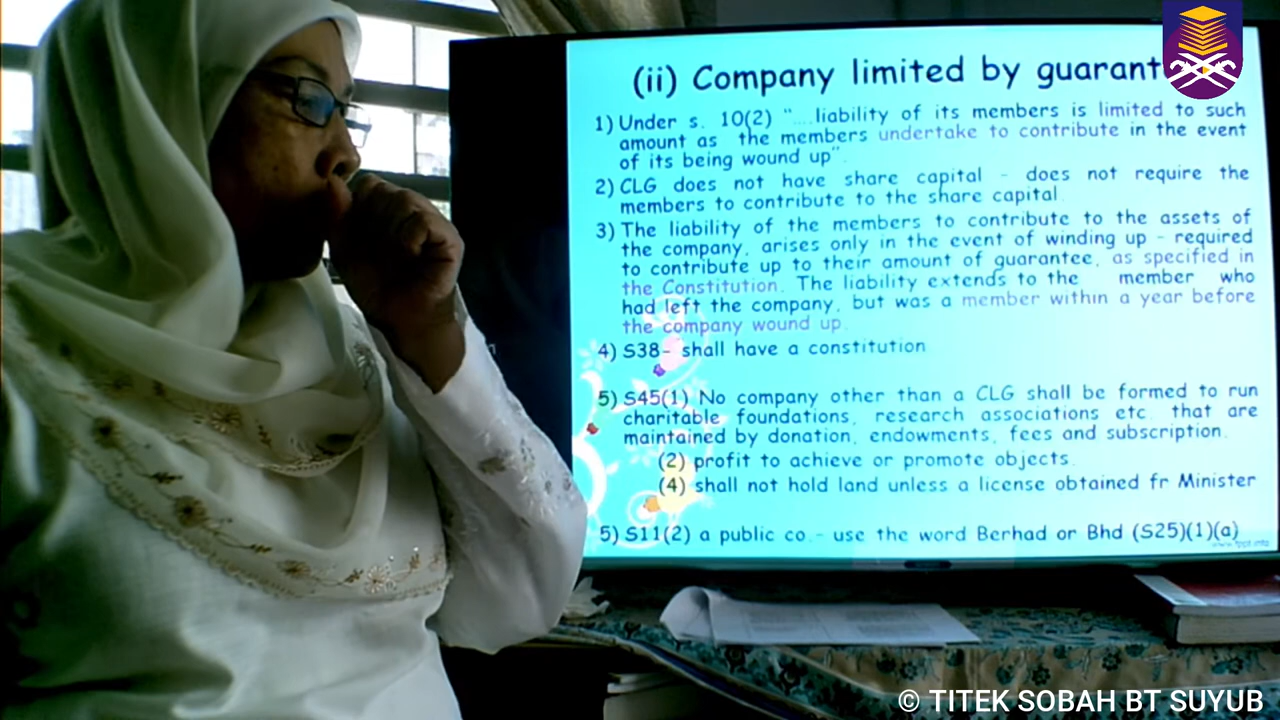 (ii) Company limited by guarant
1) Under s. 10(2) "....liability of its members is limited to such
amount as the members undertake to contribute in the event
of its being wound up".
2) CLG does not have share capital - does not require the
members to contribute to the share capital.
3) The liability of the members to contribute to the assets of
the company, arises only in the event of winding up - required
to contribute up to their amount of guarantee, as specified in
the Constitution. The liability extends to the member who
had left the company, but was a member within a year before
the company wound up.
4) S38- shall have a constitution
5) S45(1) No company other than a CLG shall be formed to run
charitable foundations, research associations etc. that are
maintained by donation, endowments, fees and subscription.
(2) profit to achieve or promote objects.
(4) shall not hold land unless a license obtained fr Minister
5) S11(2) a public co.- use the word Berhad or Bhd (S25)(1)(a)
© TITEK SOBAH BT SUYUB